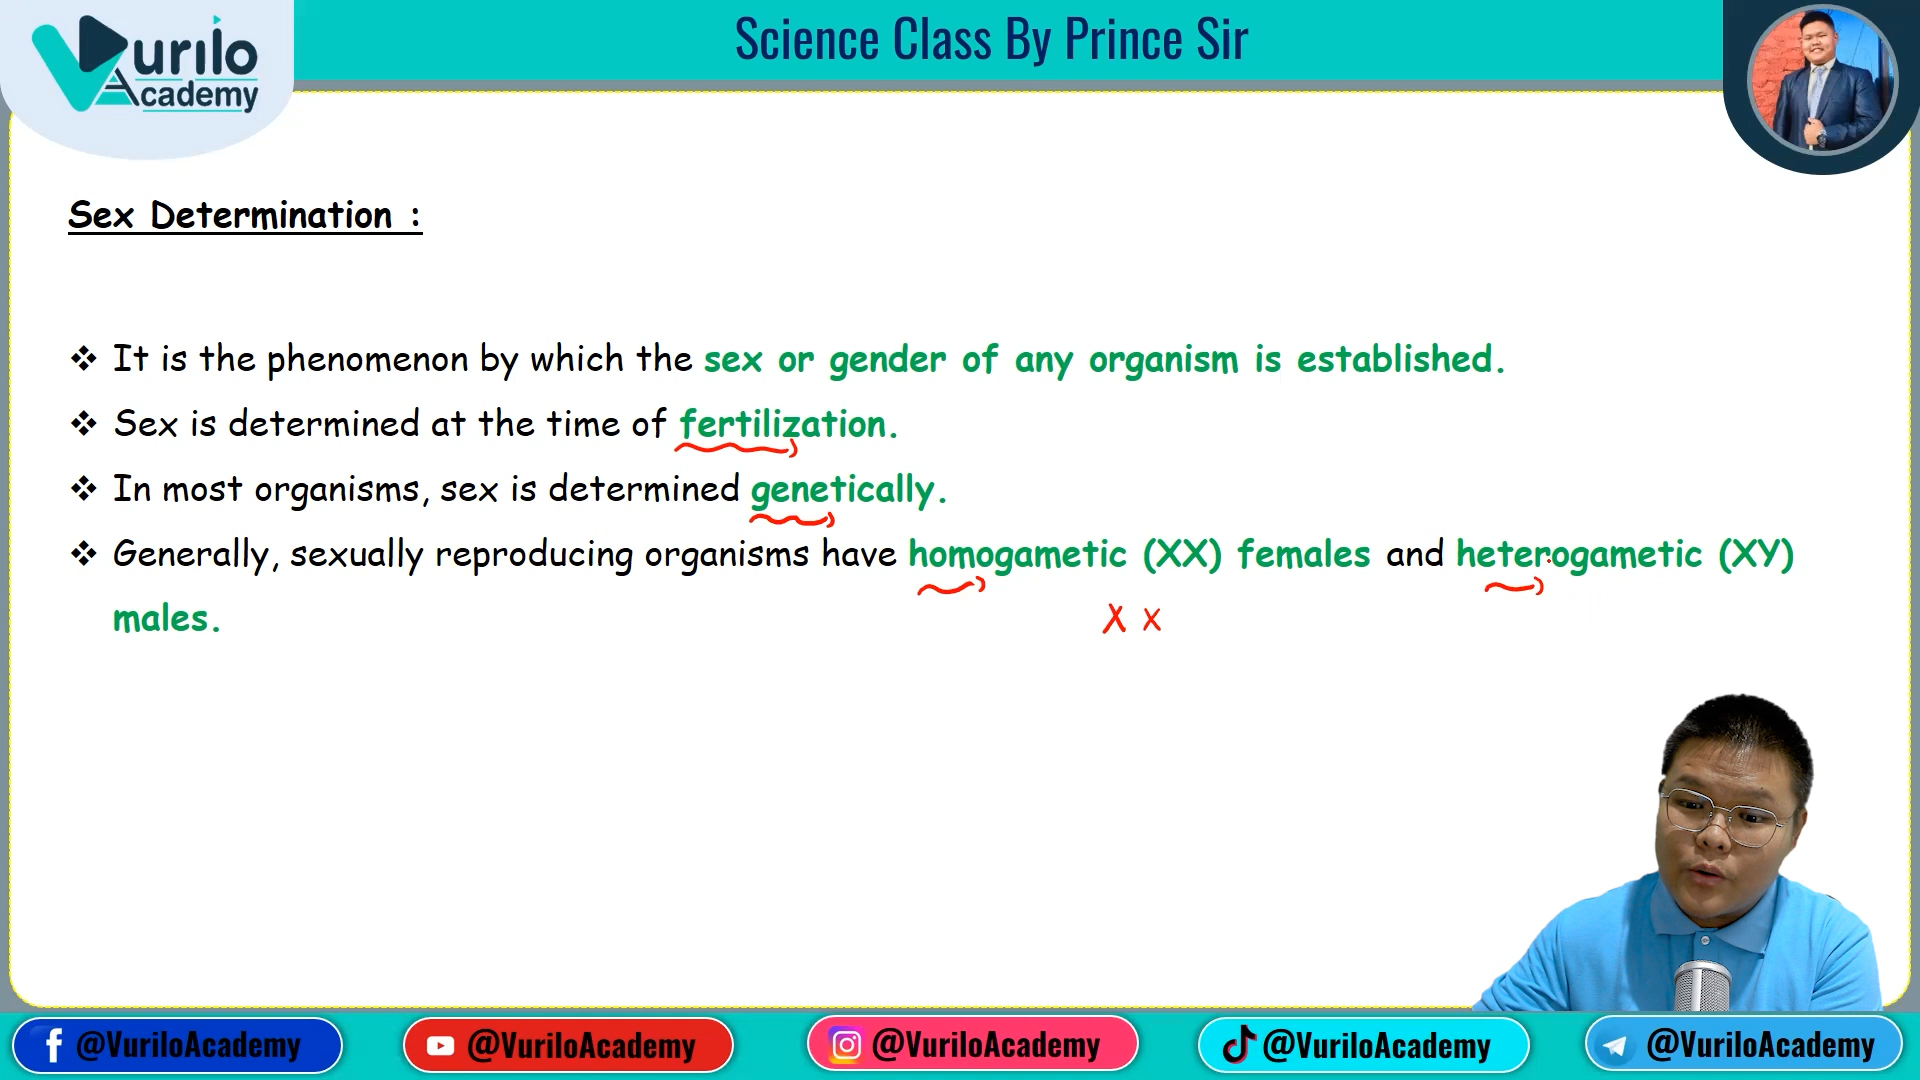 Vurilo
Academy
Science Class By Prince Sir
Sex Determination :
❖ It is the phenomenon by which the sex or gender of any organism is established.
❖ Sex is determined at the time of fertilization.
❖ In most organisms, sex is determined genetically.
❖ Generally, sexually reproducing organisms have homogametic (XX) females and heterogametic (XY)
males.
X x
@VuriloAcademy
@VuriloAcademy
@VuriloAcademy
@VuriloAcademy
@VuriloAcademy